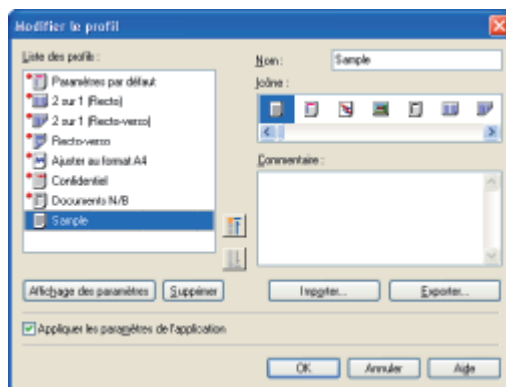 Modifier le profil
Liste des profils :
Paramètres par défaut
2 sur 1 (Recto)
2 sur 1 (Recto-verso)
Recto-verso
Ajuster au format A4
Confidentiel
Documents N/B
Sample
Nom :
Sample
Icône :
Commentaire :
Affichage des paramètres
Supprimer
Importer...
Exporter...
Appliquer les paramètres de l'application
OK
Annuler
Aide